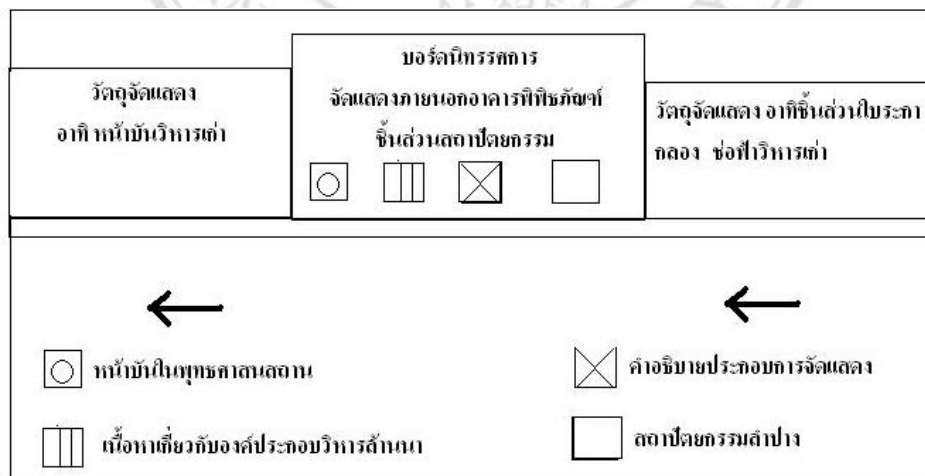 วัตถุจัดแสดง
อาทิ หน้าบันวิหารเก่า
บอร์ดนิทรรศการ
จัดแสดงภายนอกอาคารพิพิธภัณฑ์
ชิ้นส่วนสถาปัตยกรรม
วัตถุจัดแสดง อาทิชิ้นส่วนใบระกา
กลอง ช่อฟ้าวิหารเก่า
หน้าบันในพุทธศาสนสถาน
คำอธิบายประกอบการจัดแสดง
เนื้อหาเกี่ยวกับองค์ประกอบวิหารล้านนา
สถาปัตยกรรมลำปาง